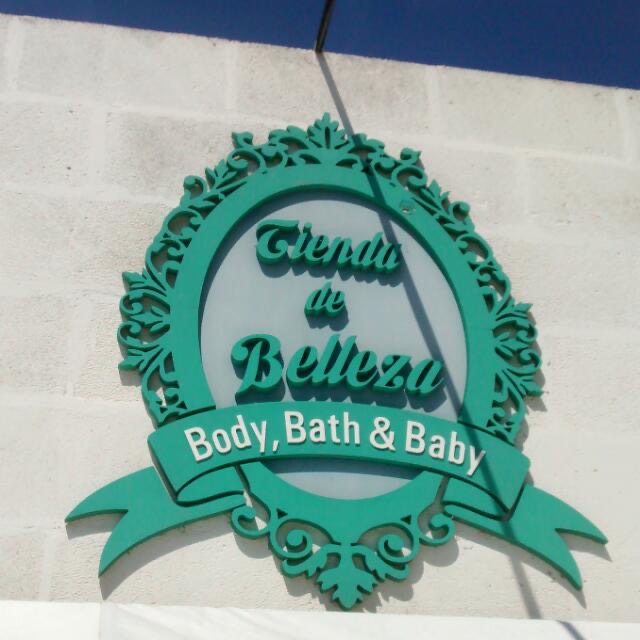 Tienda
de
Belleza
Body, Bath & Baby